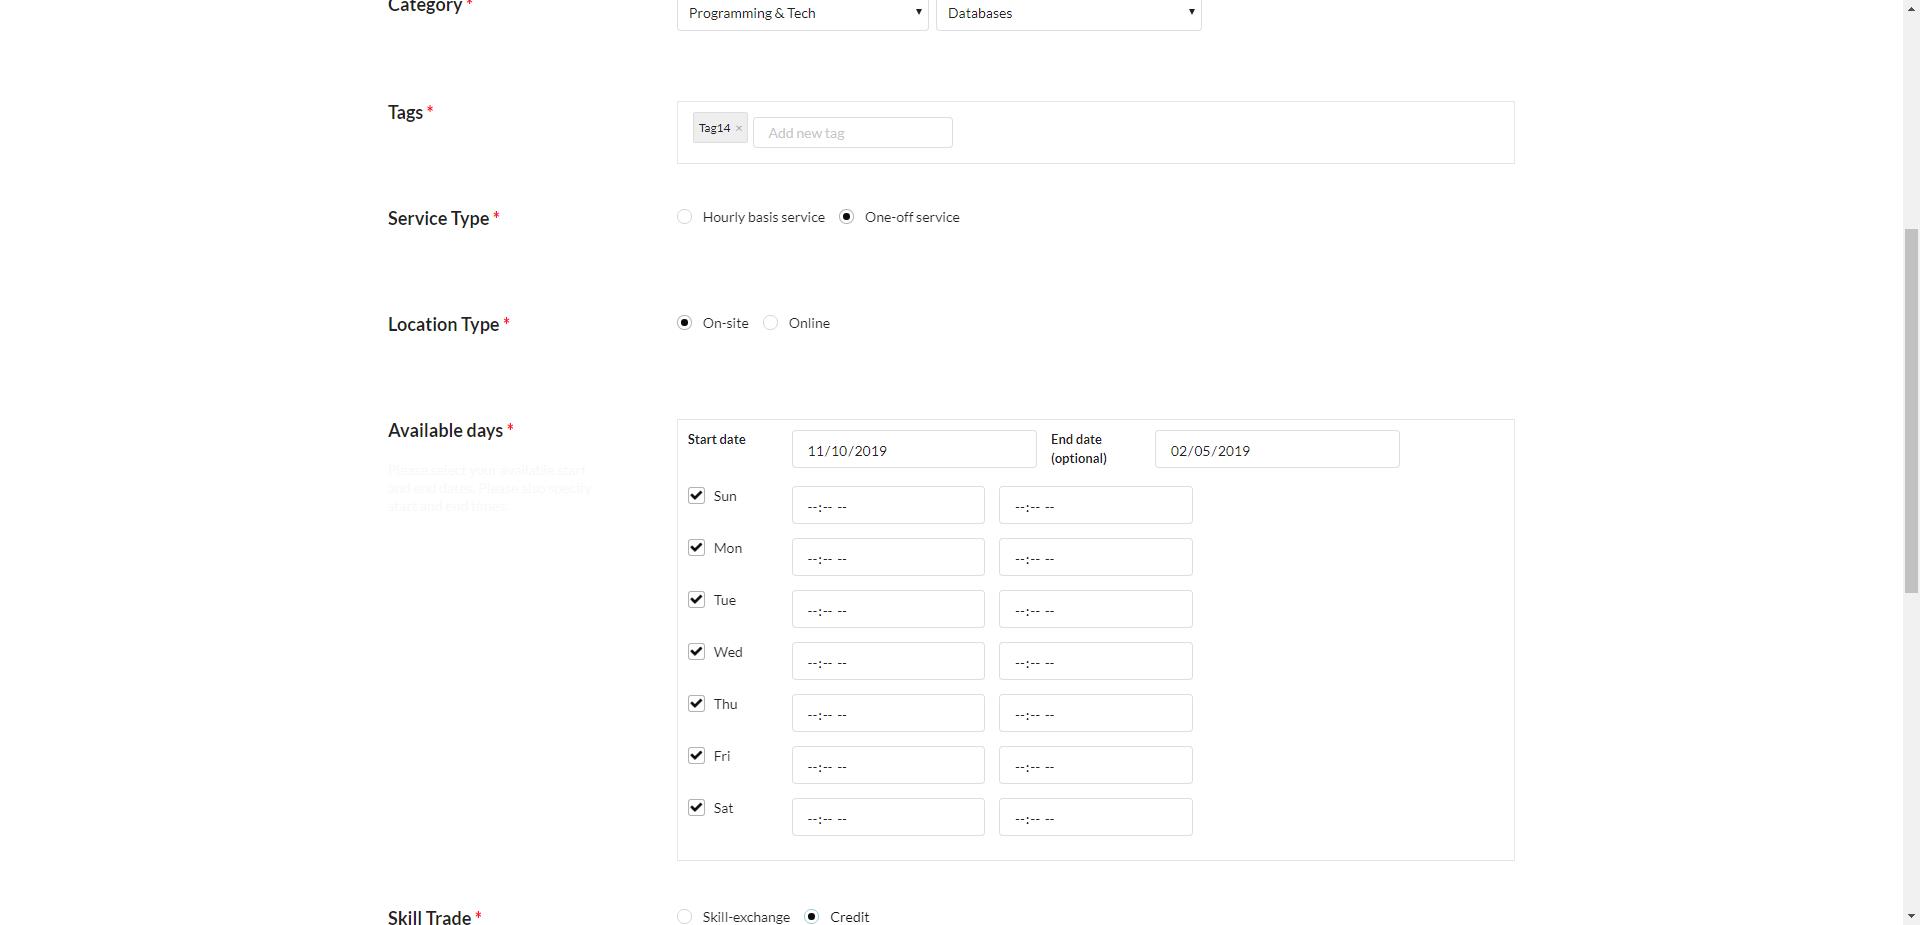 Category *
Programming & Tech
Databases
Tags *
Tag14 ×
Add new tag
Service Type *
Hourly basis service
One-off service
Location Type *
On-site
Online
Available days *
Please select your available start
and end dates. Please also specify
start and end times.
Start date
11/10/2019
End date
(optional)
02/05/2019
Sun
--:-- --
--:-- --
Mon
--:-- --
--:-- --
Tue
--:-- --
--:-- --
Wed
--:-- --
--:-- --
Thu
--:-- --
--:-- --
Fri
--:-- --
--:-- --
Sat
--:-- --
--:-- --
Skill Trade *
Skill-exchange
Credit